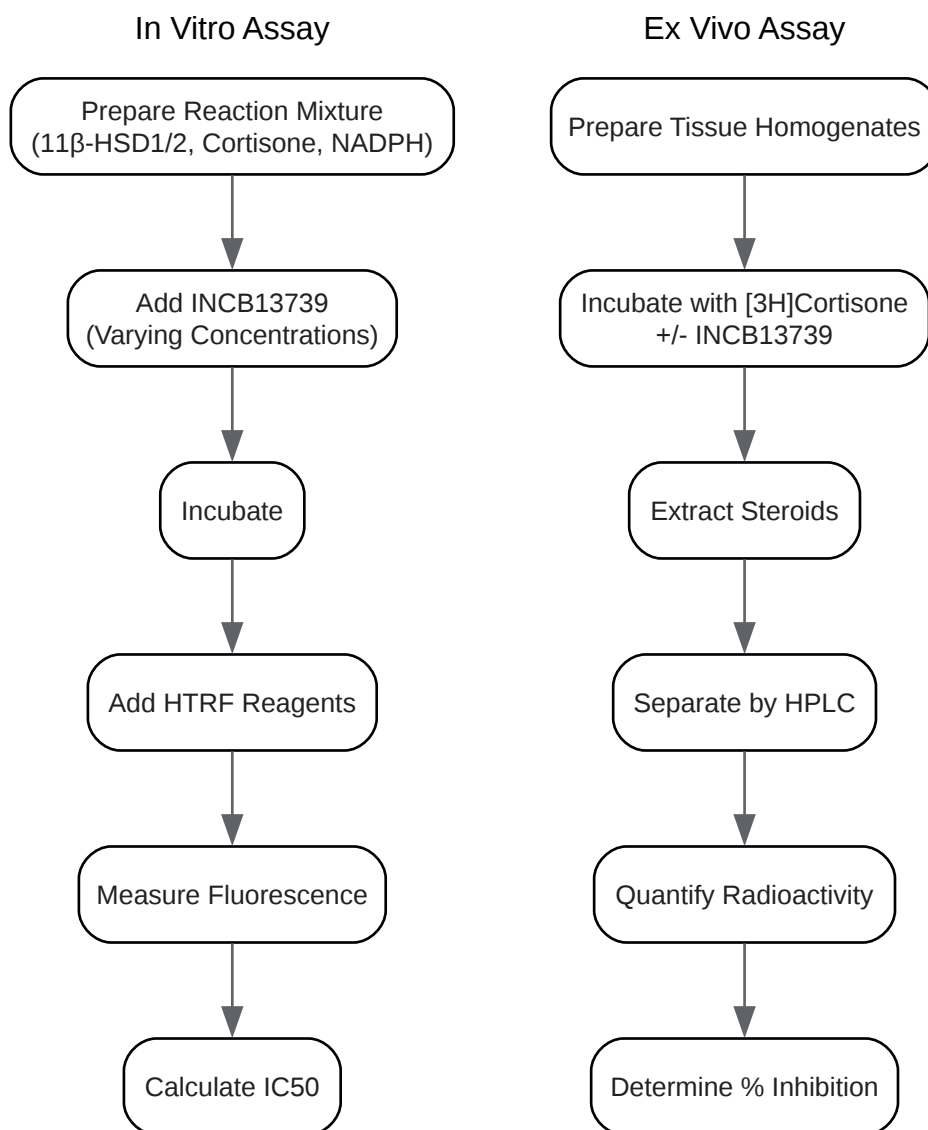 In Vitro Assay
Prepare Reaction Mixture
(11β-HSD1/2, Cortisone, NADPH)
Add INCB13739
(Varying Concentrations)
Incubate
Add HTRF Reagents
Measure Fluorescence
Calculate IC50
Ex Vivo Assay
Prepare Tissue Homogenates
Incubate with [3H]Cortisone
+/- INCB13739
Extract Steroids
Separate by HPLC
Quantify Radioactivity
Determine % Inhibition